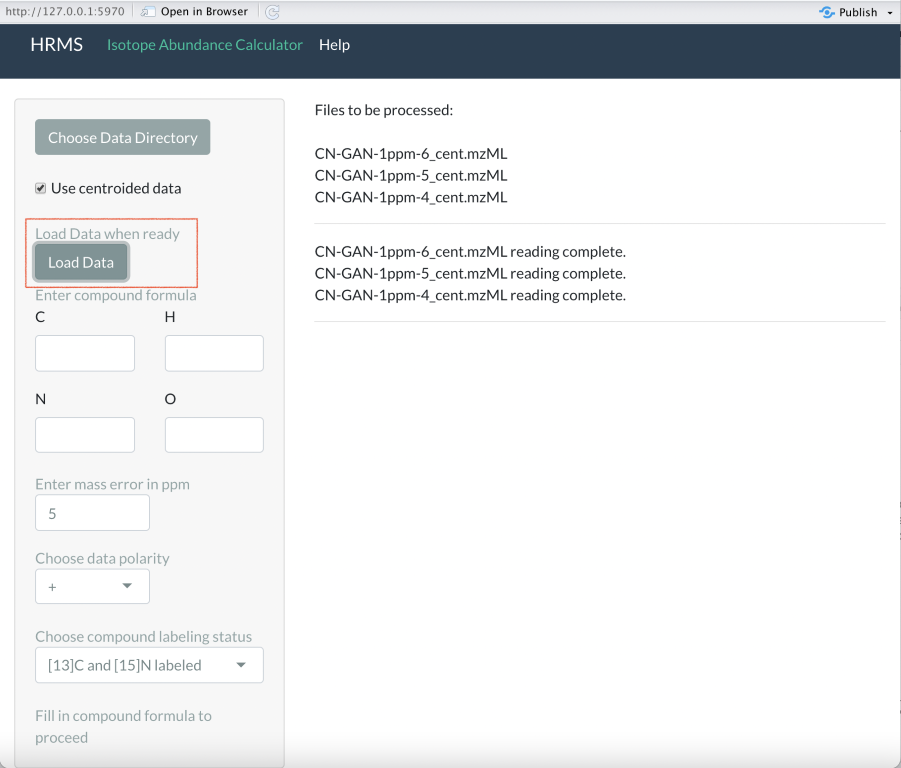 http://127.0.0.1:5970 Open in Browser Publish
HRMS Isotope Abundance Calculator Help
Choose Data Directory
Use centroided data
Load Data when ready
Load Data
Enter compound formula
C H
N O
Enter mass error in ppm
5
Choose data polarity
+
Choose compound labeling status
[13]C and [15]N labeled
Fill in compound formula to
proceed
Files to be processed:
CN-GAN-1ppm-6_cent.mzML
CN-GAN-1ppm-5_cent.mzML
CN-GAN-1ppm-4_cent.mzML
CN-GAN-1ppm-6_cent.mzML reading complete.
CN-GAN-1ppm-5_cent.mzML reading complete.
CN-GAN-1ppm-4_cent.mzML reading complete.